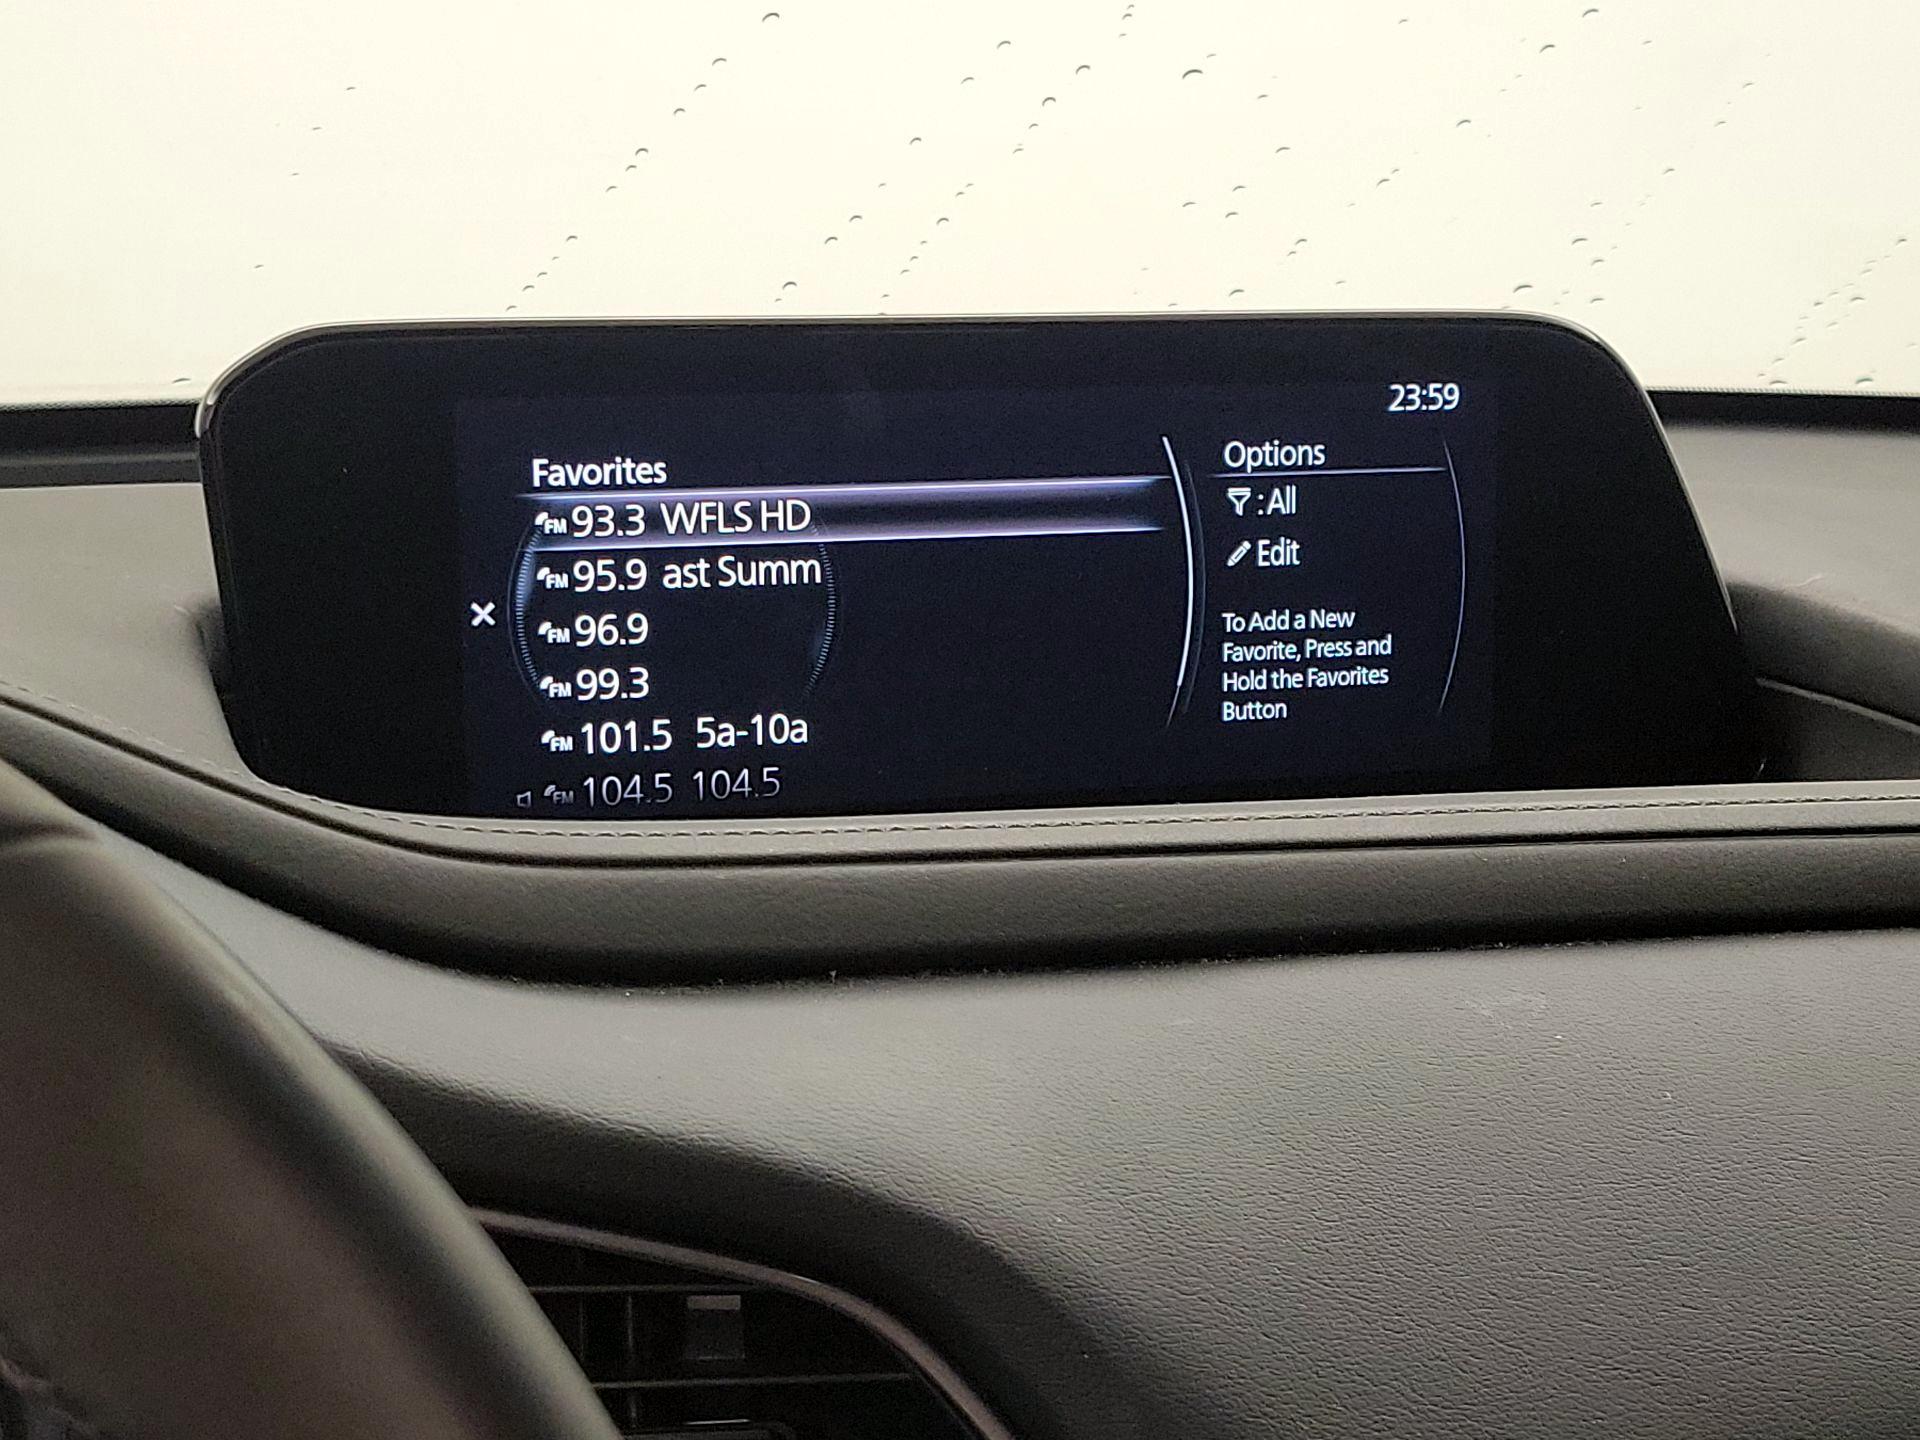 23:59
Favorites
FM 93.3 WFLS HD
FM 95.9 ast Summ
FM 96.9
FM 99.3
FM 101.5 5a-10a
FM 104.5 104.5
Options
:All
Edit
To Add a New
Favorite, Press and
Hold the Favorites
Button